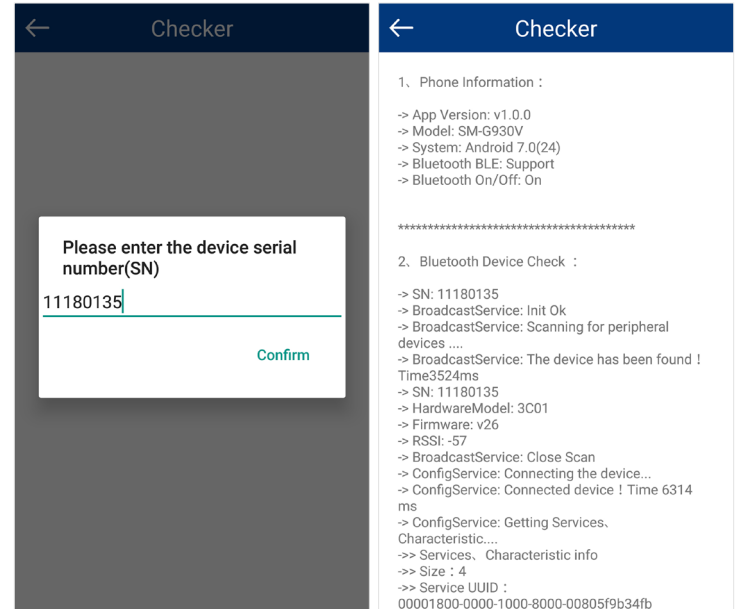 Checker
Please enter the device serial
number(SN)
11180135
Confirm
Checker
1、Phone Information：
-> App Version: v1.0.0
-> Model: SM-G930V
-> System: Android 7.0(24)
-> Bluetooth BLE: Support
-> Bluetooth On/Off: On
****************************************
2、Bluetooth Device Check ：
-> SN: 11180135
-> BroadcastService: Init Ok
-> BroadcastService: Scanning for peripheral
devices ....
-> BroadcastService: The device has been found！
Time3524ms
-> SN: 11180135
-> HardwareModel: 3C01
-> Firmware: v26
-> RSSI: -57
-> BroadcastService: Close Scan
-> ConfigService: Connecting the device...
-> ConfigService: Connected device！Time 6314
ms
-> ConfigService: Getting Services、
Characteristic....
->> Services、Characteristic info
->> Size：4
->> Service UUID：
00001800-0000-1000-8000-00805f9b34fb